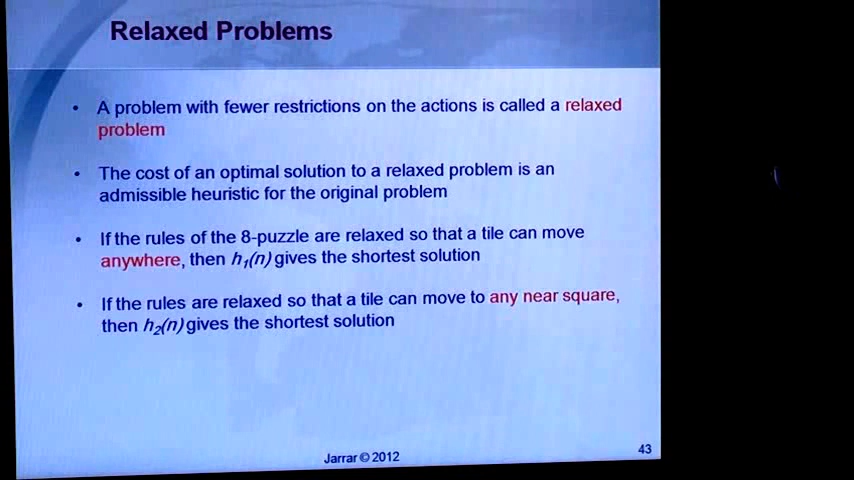 Relaxed Problems
• A problem with fewer restrictions on the actions is called a relaxed
problem
• The cost of an optimal solution to a relaxed problem is an
admissible heuristic for the original problem
• If the rules of the 8-puzzle are relaxed so that a tile can move
anywhere, then h1(n) gives the shortest solution
• If the rules are relaxed so that a tile can move to any near square,
then h2(n) gives the shortest solution
Jarrar © 2012
43